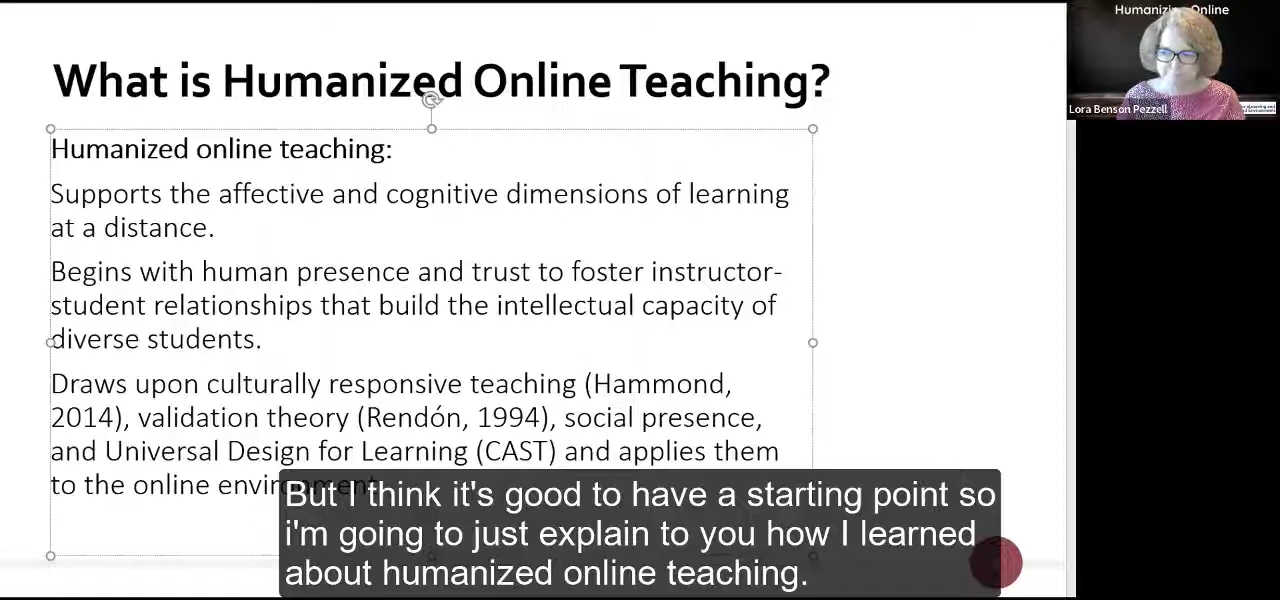 What is Humanized Online Teaching?
Humanized online teaching:
Supports the affective and cognitive dimensions of learning
at a distance.
Begins with human presence and trust to foster instructor-
student relationships that build the intellectual capacity of
diverse students.
Draws upon culturally responsive teaching (Hammond,
2014), validation theory (Rendón, 1994), social presence,
and Universal Design for Learning (CAST) and applies them
to the online environment
But I think it's good to have a starting point so
i'm going to just explain to you how I learned
about humanized online teaching.
Online
Lora Benson Pezzell